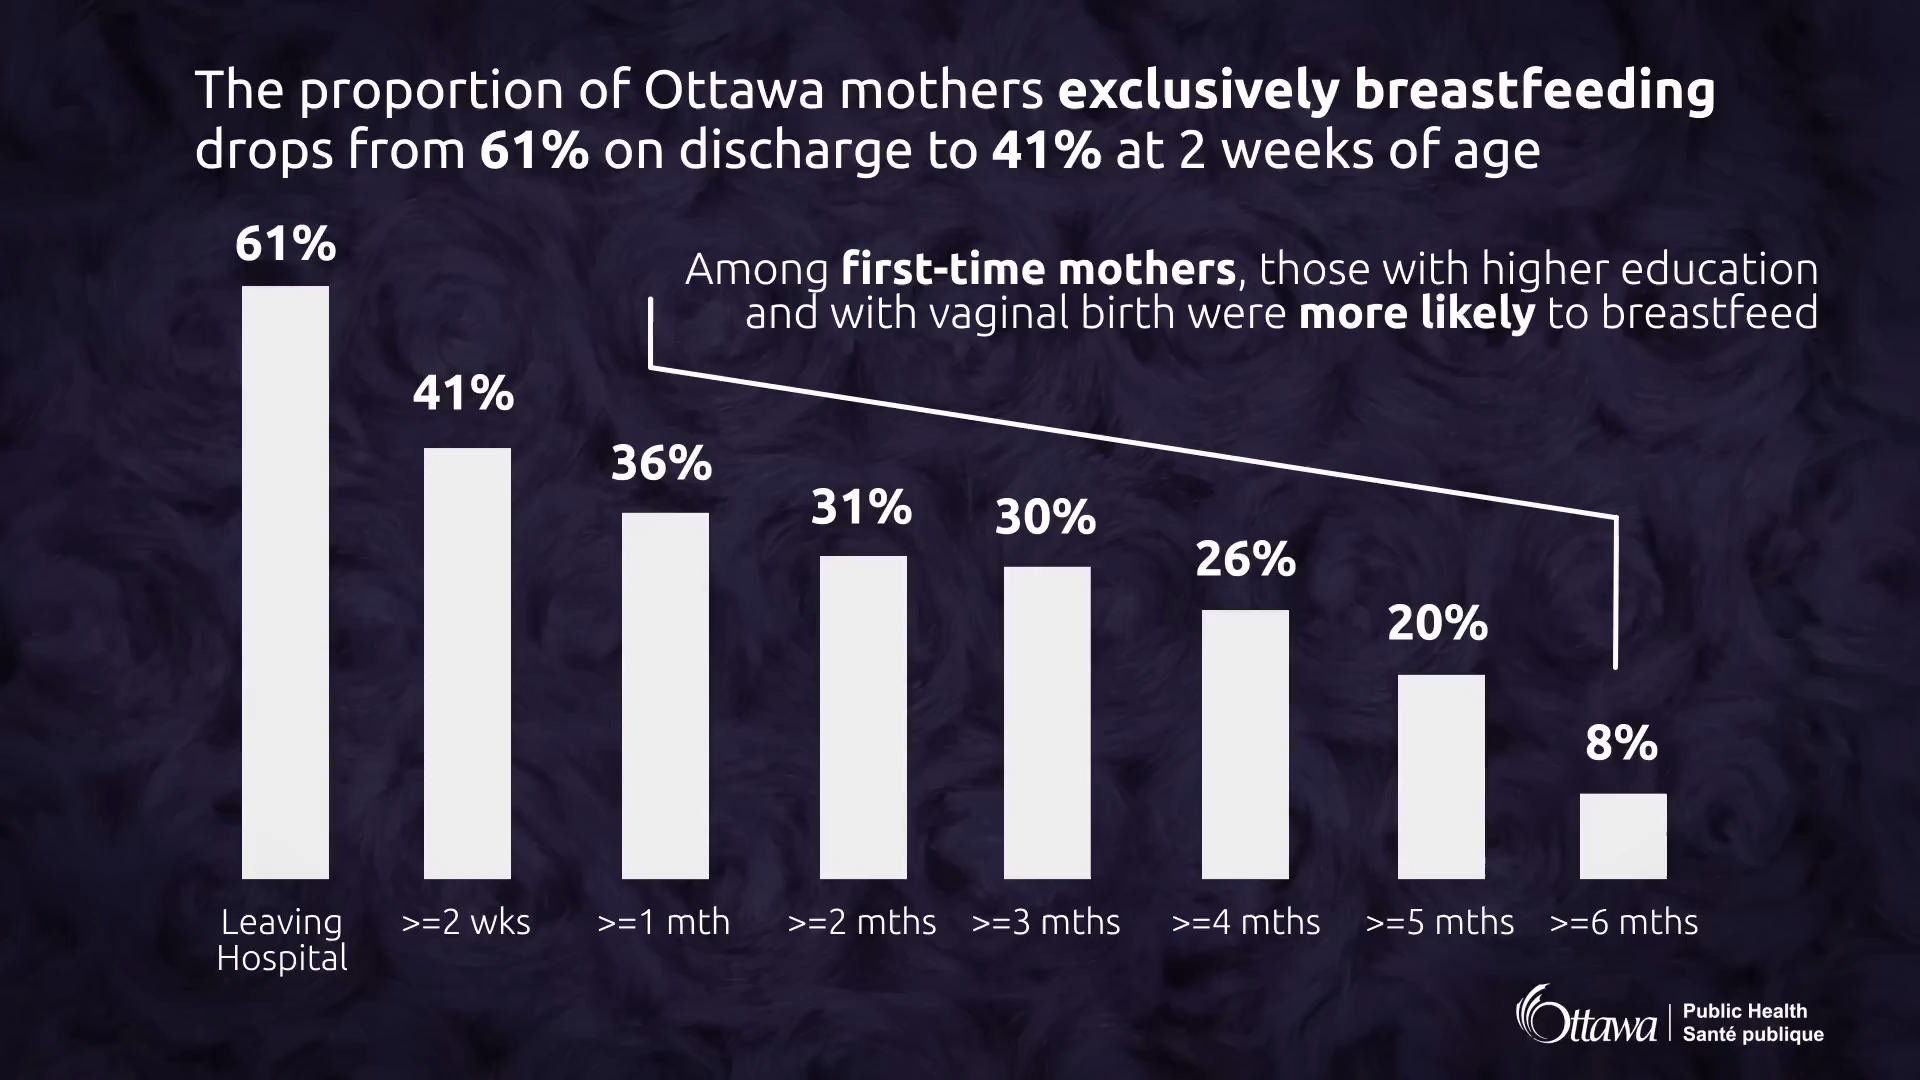 The proportion of Ottawa mothers exclusively breastfeeding
drops from 61% on discharge to 41% at 2 weeks of age
Among first-time mothers, those with higher education
and with vaginal birth were more likely to breastfeed
61%
41%
36%
31%
30%
26%
20%
8%
Leaving
Hospital
>=2 wks
>=1 mth
>=2 mths
>=3 mths
>=4 mths
>=5 mths
>=6 mths
Ottawa
Public Health
Santé publique